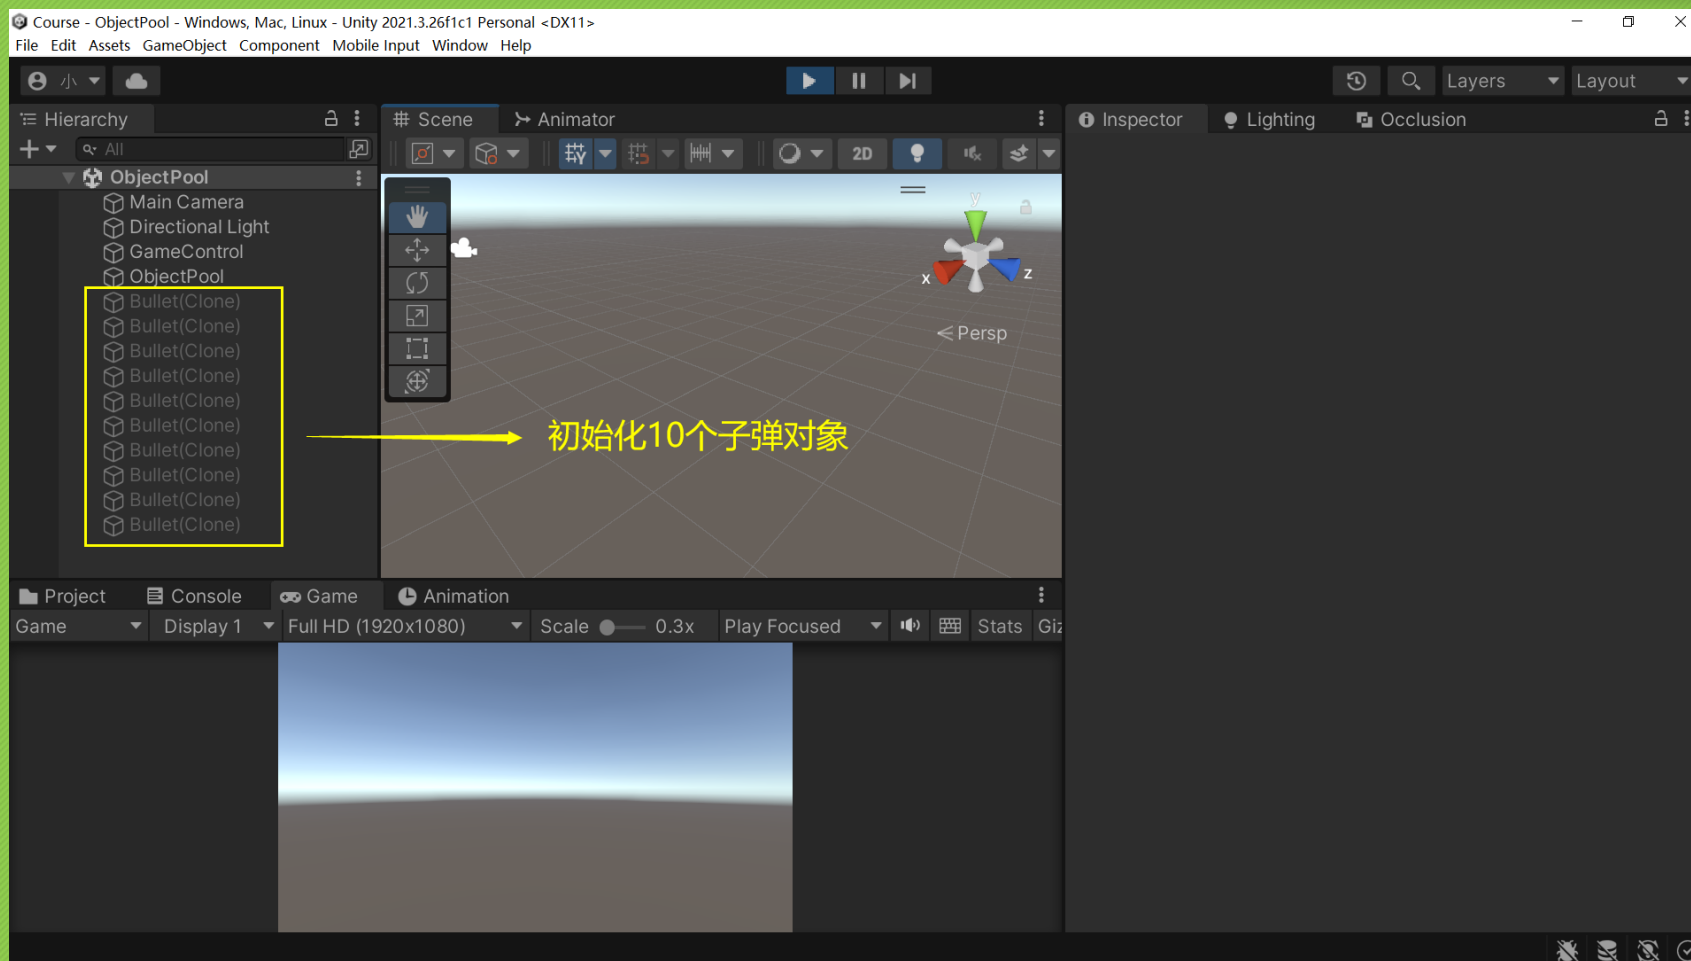 Course - ObjectPool - Windows, Mac, Linux - Unity 2021.3.26f1c1 Personal <DX11>
File Edit Assets GameObject Component Mobile Input Window Help
小 Layers Layout
Hierarchy Scene Animator Inspector Lighting Occlusion
All 2D
ObjectPool
Main Camera
Directional Light
GameControl
ObjectPool
Bullet(Clone)
Bullet(Clone)
Bullet(Clone)
Bullet(Clone)
Bullet(Clone)
Bullet(Clone)
Bullet(Clone)
Bullet(Clone)
Bullet(Clone)
Bullet(Clone)
y
x z
Persp
初始化10个子弹对象
Project Console Game Animation
Game Display 1 Full HD (1920x1080) Scale 0.3x Play Focused Stats Giz